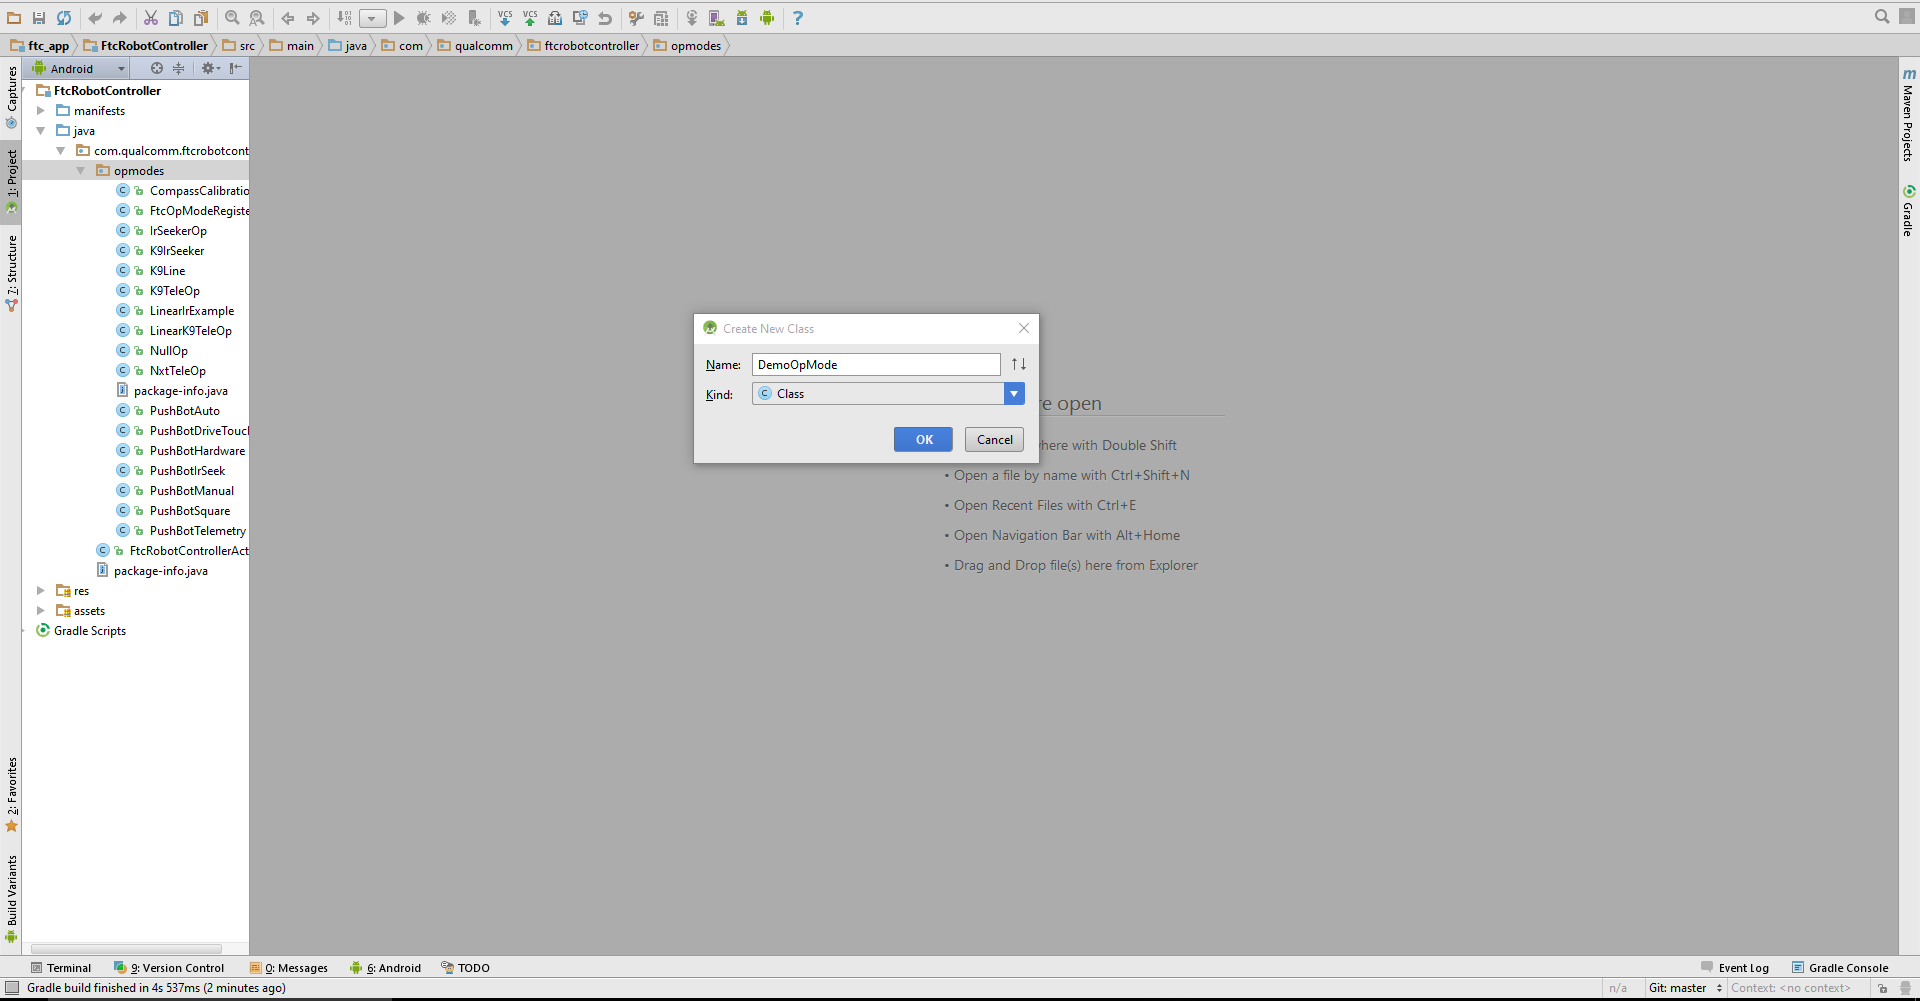 ftc_app FtcRobotController src main java com qualcomm ftcrobotcontroller opmodes
Android
FtcRobotController
manifests
java
com.qualcomm.ftcrobotcont
opmodes
CompassCalibratio
FtcOpModeRegiste
IrSeekerOp
K9IrSeeker
K9Line
K9TeleOp
LinearIrExample
LinearK9TeleOp
NullOp
NxtTeleOp
package-info.java
PushBotAuto
PushBotDriveTouch
PushBotHardware
PushBotIrSeek
PushBotManual
PushBotSquare
PushBotTelemetry
FtcRobotControllerAct
package-info.java
res
assets
Gradle Scripts
Captures
1: Project
7: Structure
2: Favorites
Build Variants
Create New Class
Name: DemoOpMode
Kind: Class
OK Cancel
re open
here with Double Shift
• Open a file by name with Ctrl+Shift+N
• Open Recent Files with Ctrl+E
• Open Navigation Bar with Alt+Home
• Drag and Drop file(s) here from Explorer
Maven Projects
Gradle
Terminal 9: Version Control 0: Messages 6: Android TODO Event Log Gradle Console
Gradle build finished in 4s 537ms (2 minutes ago) n/a Git: master Context: <no context>